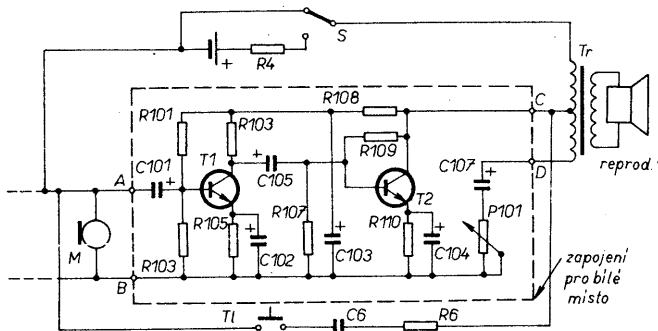 S
+
R4
Tr
R108
C
R101
R103
R109
T1
C101
+
+
C107
+
reprod.
A
C105
D
T2
R107
+
P101
R105
+
R110
+
M
C102
C103
C104
R103
B
zapojení
pro bílé
místo
Tl
C6
R6